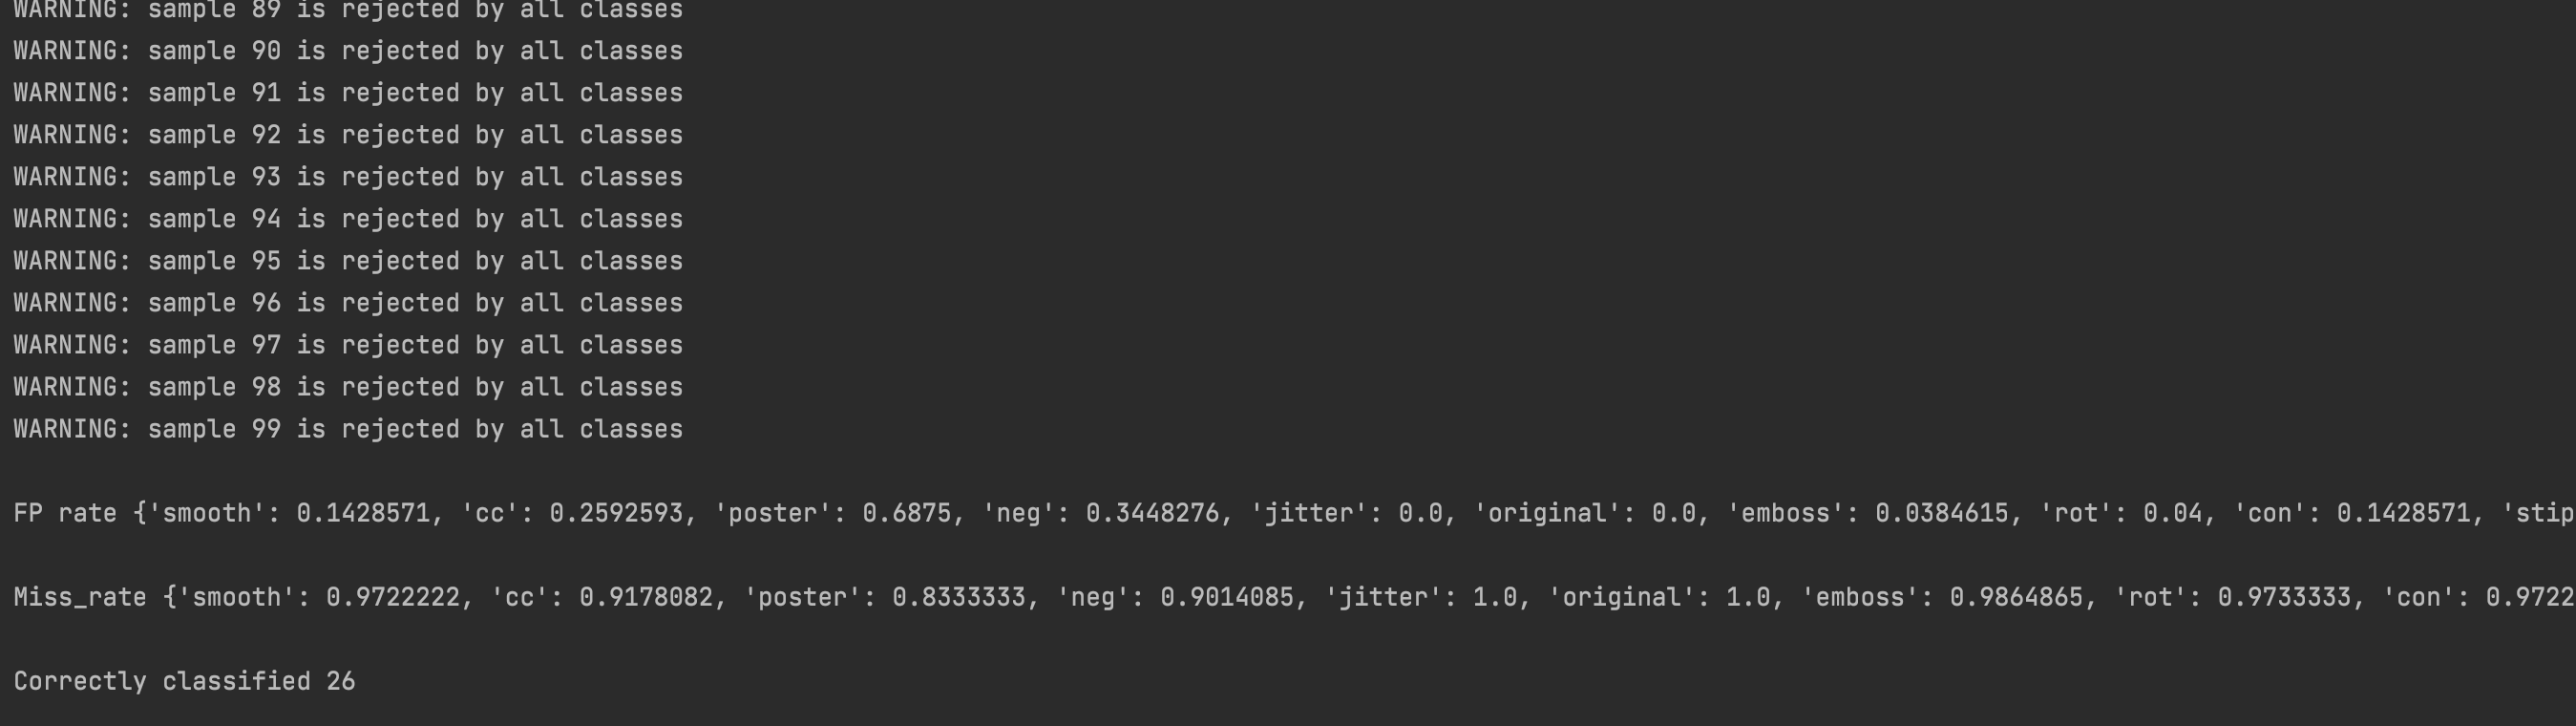 WARNING: sample 89 is rejected by all classes
WARNING: sample 90 is rejected by all classes
WARNING: sample 91 is rejected by all classes
WARNING: sample 92 is rejected by all classes
WARNING: sample 93 is rejected by all classes
WARNING: sample 94 is rejected by all classes
WARNING: sample 95 is rejected by all classes
WARNING: sample 96 is rejected by all classes
WARNING: sample 97 is rejected by all classes
WARNING: sample 98 is rejected by all classes
WARNING: sample 99 is rejected by all classes
FP rate {'smooth': 0.1428571, 'cc': 0.2592593, 'poster': 0.6875, 'neg': 0.3448276, 'jitter': 0.0, 'original': 0.0, 'emboss': 0.0384615, 'rot': 0.04, 'con': 0.1428571, 'stip
Miss_rate {'smooth': 0.9722222, 'cc': 0.9178082, 'poster': 0.8333333, 'neg': 0.9014085, 'jitter': 1.0, 'original': 1.0, 'emboss': 0.9864865, 'rot': 0.9733333, 'con': 0.9722
Correctly classified 26